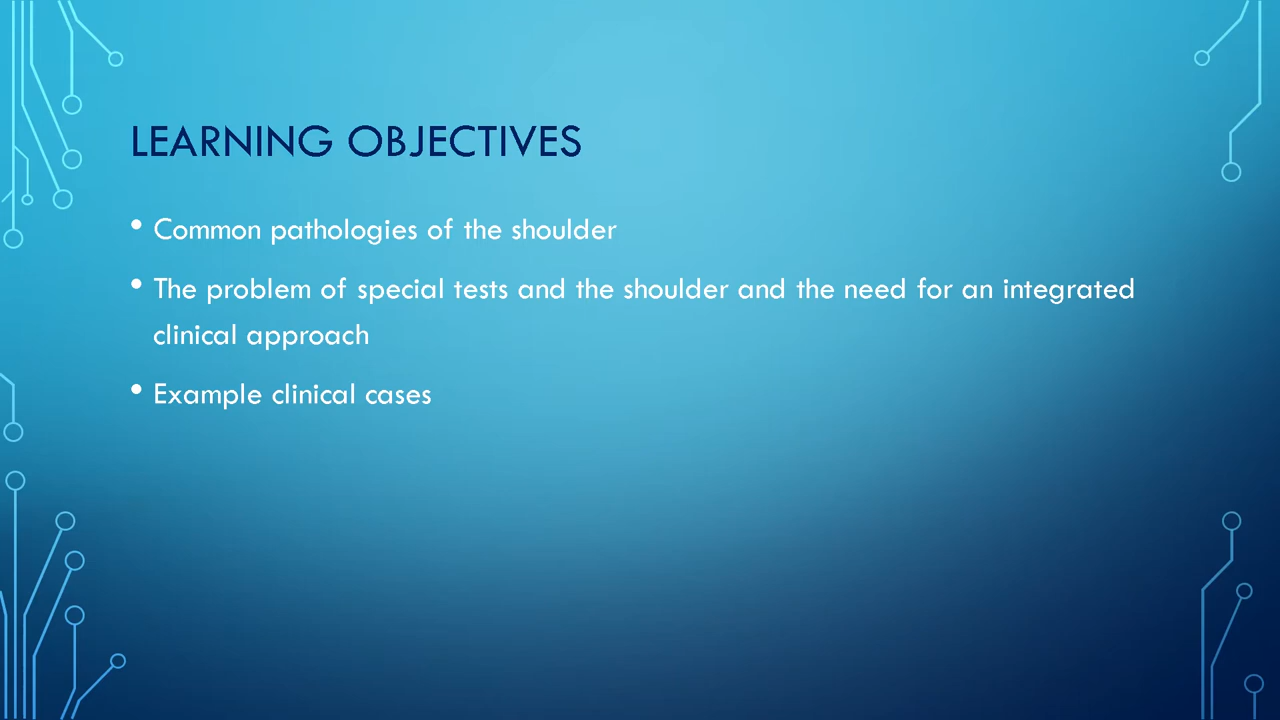 LEARNING OBJECTIVES
• Common pathologies of the shoulder
• The problem of special tests and the shoulder and the need for an integrated
clinical approach
• Example clinical cases